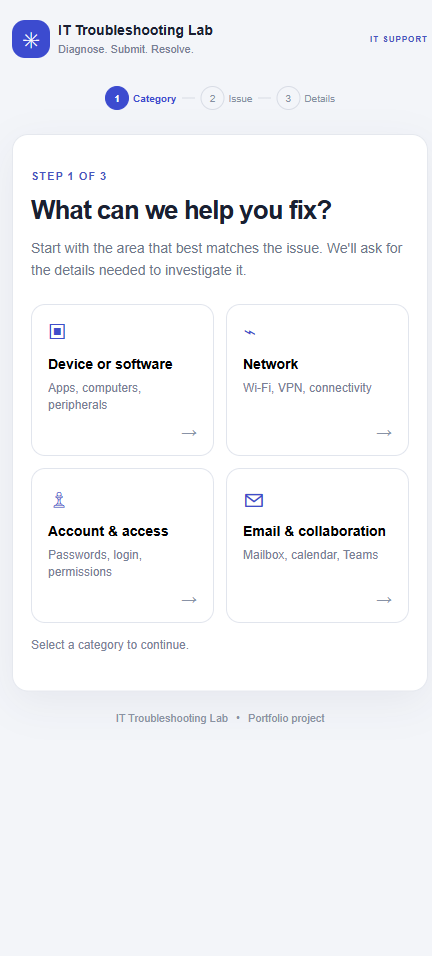 IT Troubleshooting Lab
Diagnose. Submit. Resolve.
IT SUPPORT
1 Category 2 Issue 3 Details
STEP 1 OF 3
What can we help you fix?
Start with the area that best matches the issue. We'll ask for
the details needed to investigate it.
Device or software
Apps, computers,
peripherals
→
Network
Wi-Fi, VPN, connectivity
→
Account & access
Passwords, login,
permissions
→
Email & collaboration
Mailbox, calendar, Teams
→
Select a category to continue.
IT Troubleshooting Lab • Portfolio project